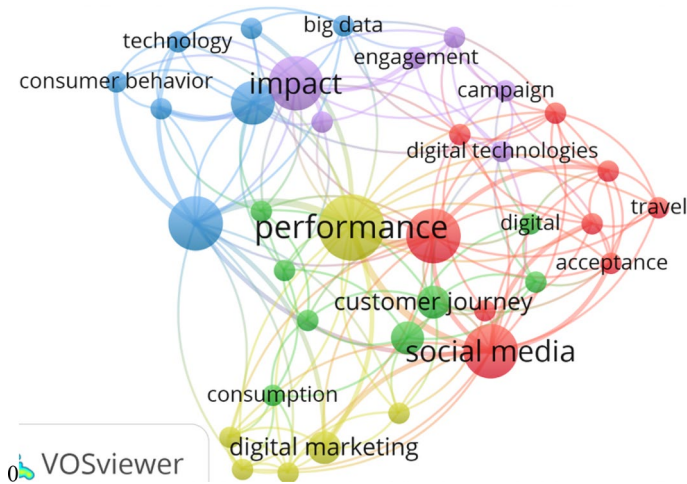 big data
technology
engagement
consumer behavior
impact
campaign
digital technologies
travel
performance
digital
acceptance
customer journey
social media
consumption
digital marketing
0
VOSviewer